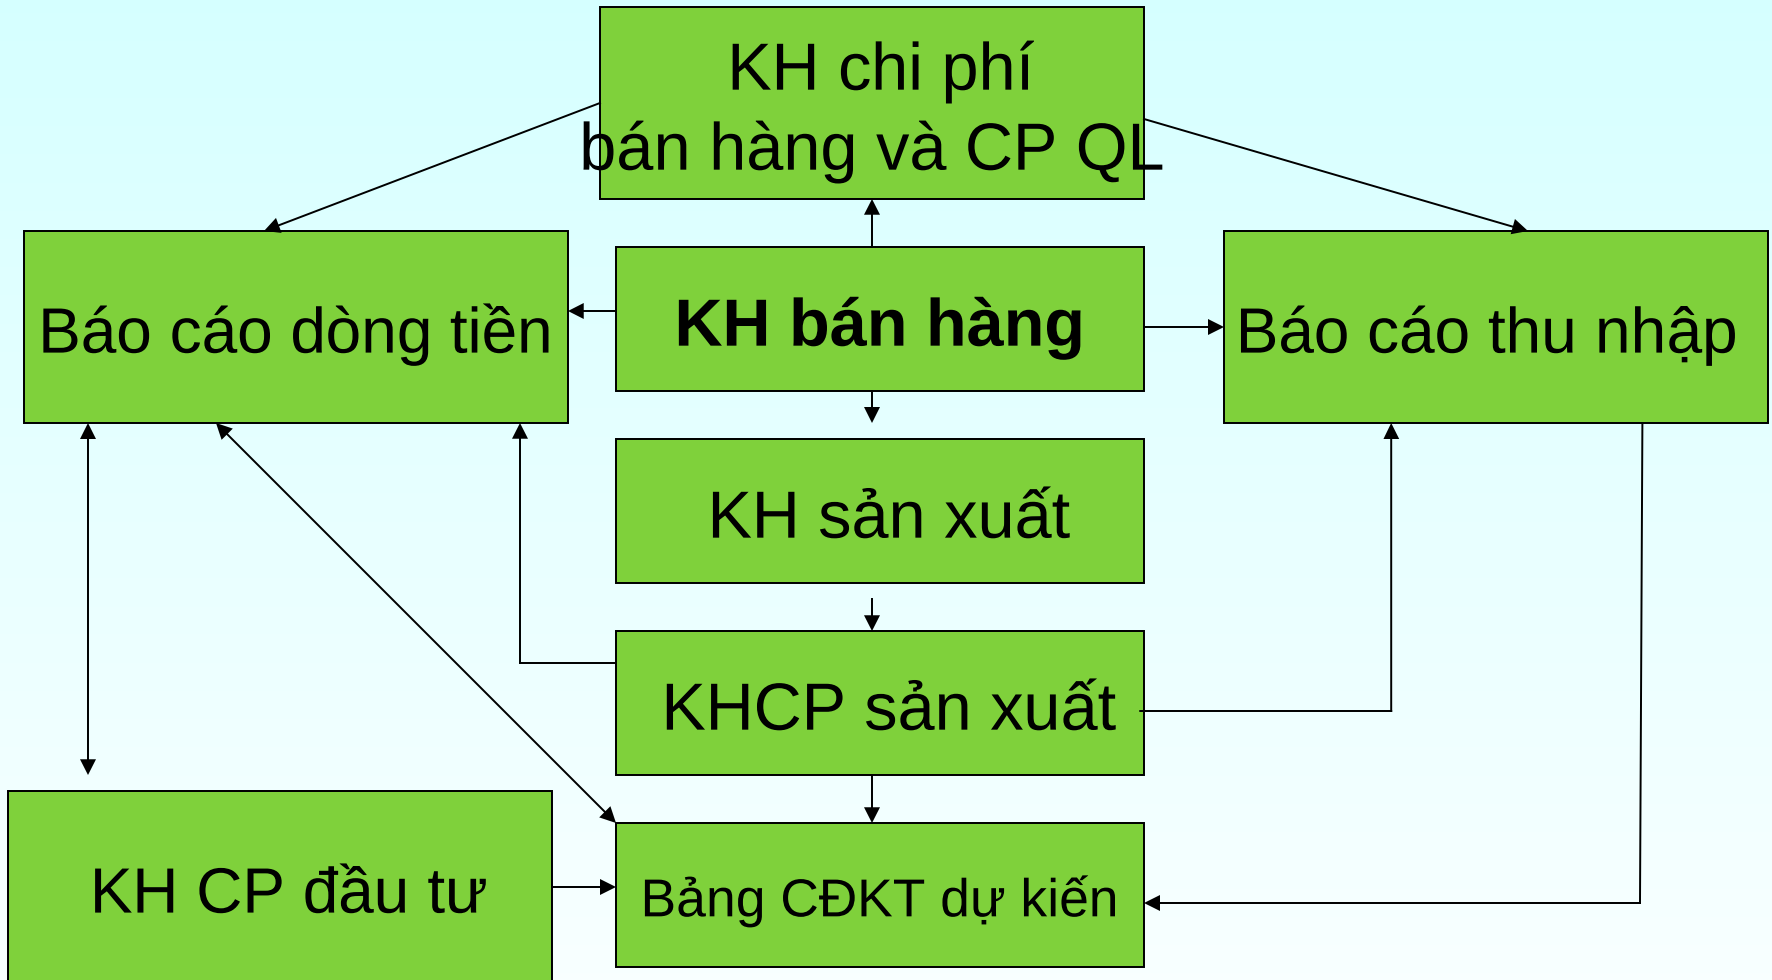 KH chi phí
bán hàng và CP QL
Báo cáo dòng tiền
KH bán hàng
Báo cáo thu nhập
KH sản xuất
KHCP sản xuất
KH CP đầu tư
Bảng CĐKT dự kiến